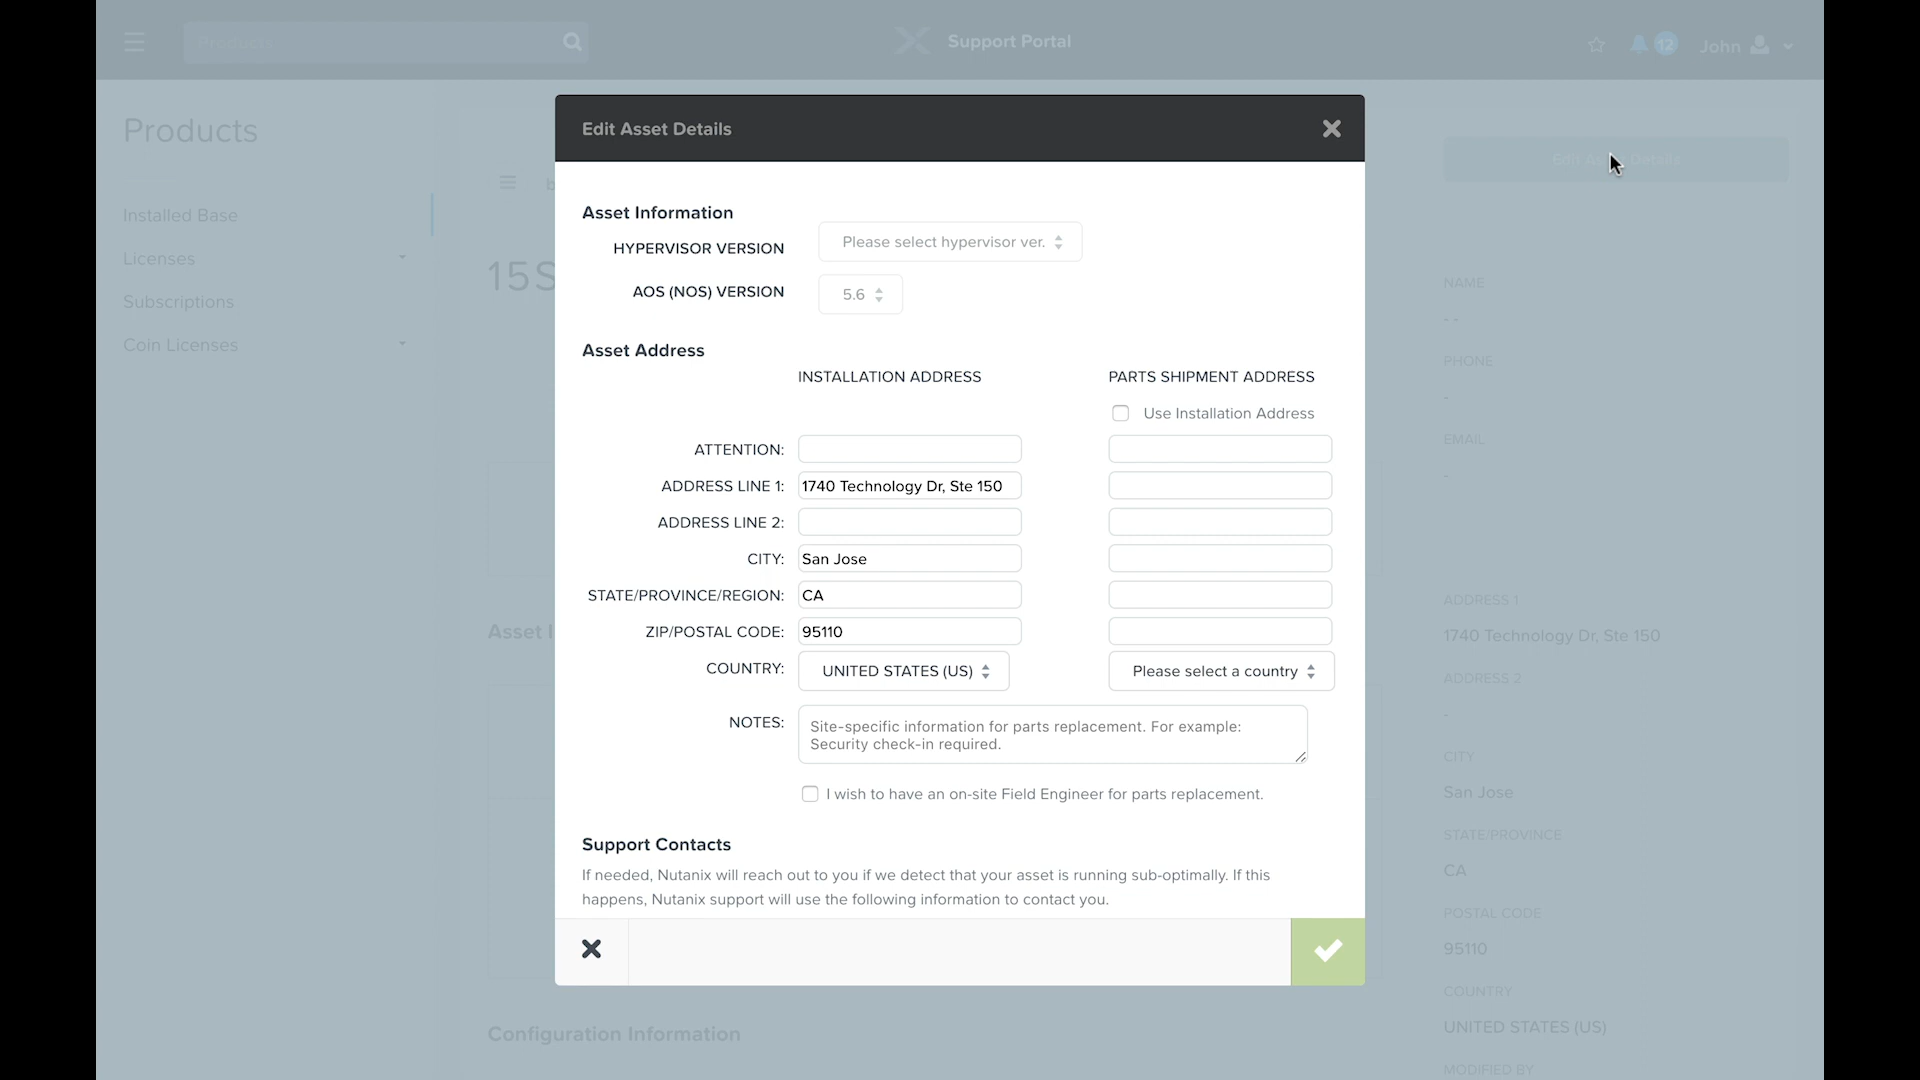 Products
Support Portal
12
John
Products
Installed Base
Licenses
Subscriptions
Coin Licenses
15S
Asset I
Configuration Information
Edit Asset Details
Asset Information
HYPERVISOR VERSION
Please select hypervisor ver.
AOS (NOS) VERSION
5.6
Asset Address
INSTALLATION ADDRESS
PARTS SHIPMENT ADDRESS
Use Installation Address
ATTENTION:
ADDRESS LINE 1:
1740 Technology Dr, Ste 150
ADDRESS LINE 2:
CITY:
San Jose
STATE/PROVINCE/REGION:
CA
ZIP/POSTAL CODE:
95110
COUNTRY:
UNITED STATES (US)
Please select a country
NOTES:
Site-specific information for parts replacement. For example:
Security check-in required.
I wish to have an on-site Field Engineer for parts replacement.
Support Contacts
If needed, Nutanix will reach out to you if we detect that your asset is running sub-optimally. If this
happens, Nutanix support will use the following information to contact you.
NAME
- -
PHONE
-
EMAIL
-
ADDRESS 1
1740 Technology Dr, Ste 150
ADDRESS 2
-
CITY
San Jose
STATE/PROVINCE
CA
POSTAL CODE
95110
COUNTRY
UNITED STATES (US)
MODIFIED BY